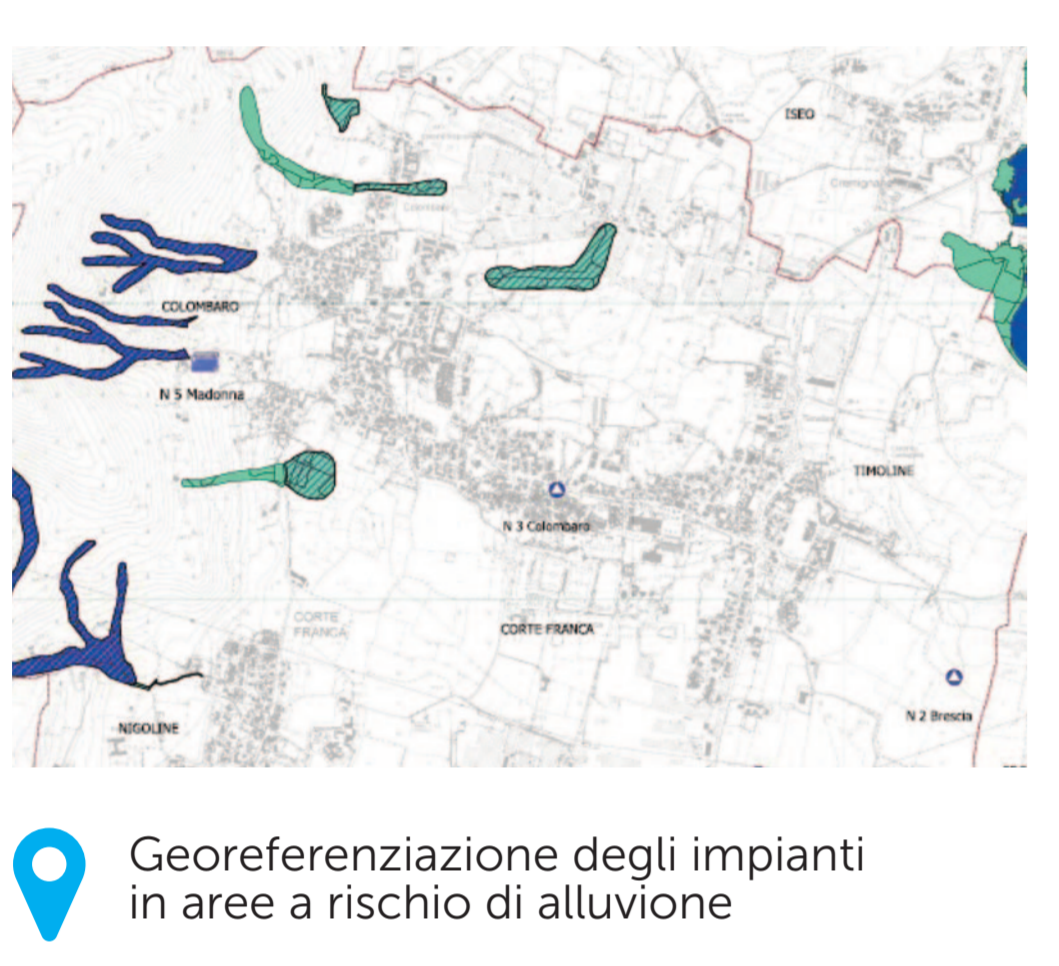 ISEO
COLOMBARO
N 5 Madonna
TIMOLINE
N 3 Colombaro
CORTE FRANCA
CORTE
FRANCA
N 2 Brescia
NIGOLINE
Georeferenziazione degli impianti
in aree a rischio di alluvione